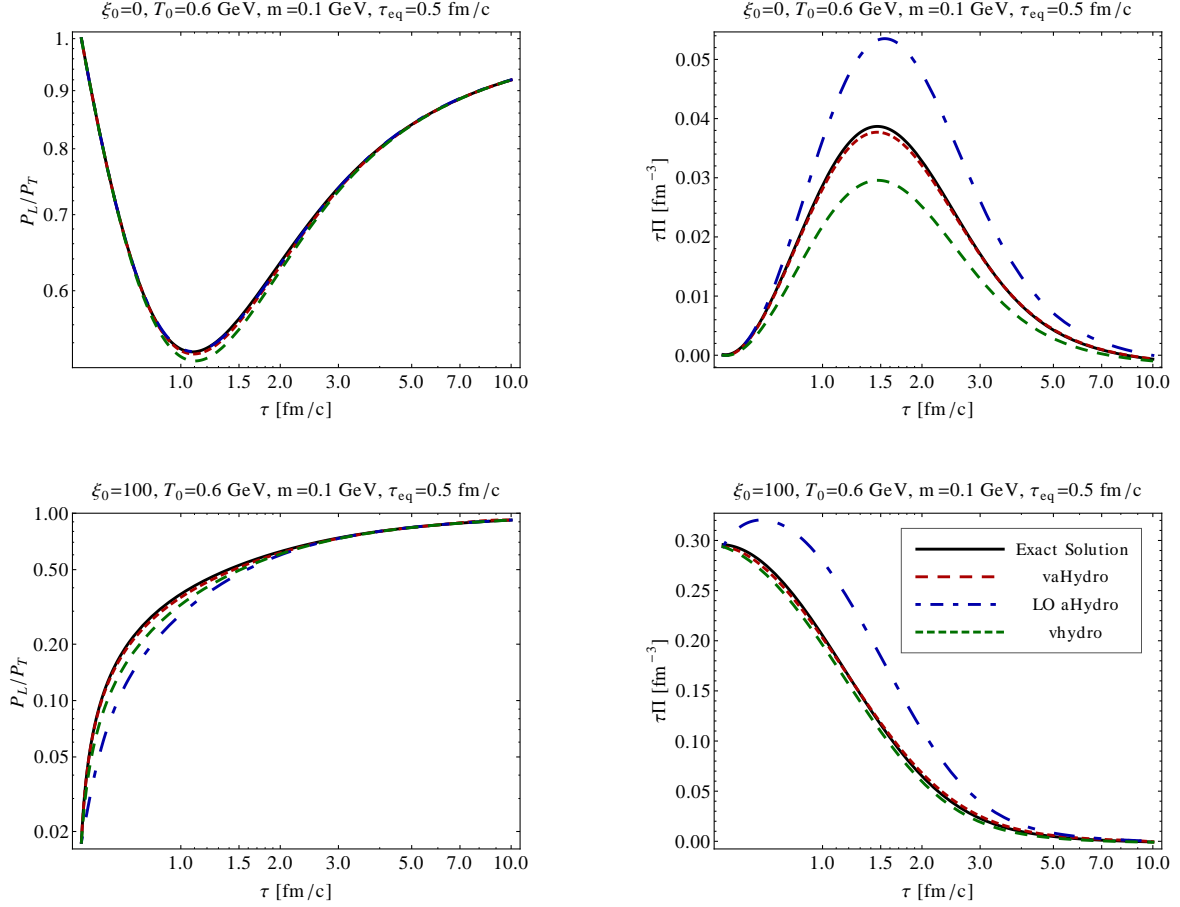 ξ0=0, T0=0.6 GeV, m=0.1 GeV, τeq=0.5 fm/c
PL/PT
1.
0.9
0.8
0.7
0.6
1.0 1.5 2.0 3.0 5.0 7.0 10.0
τ [fm/c]
ξ0=0, T0=0.6 GeV, m=0.1 GeV, τeq=0.5 fm/c
τΠ [fm−3]
0.05
0.04
0.03
0.02
0.01
0.00
1.0 1.5 2.0 3.0 5.0 7.0 10.0
τ [fm/c]
ξ0=100, T0=0.6 GeV, m=0.1 GeV, τeq=0.5 fm/c
PL/PT
1.00
0.50
0.20
0.10
0.05
0.02
1.0 1.5 2.0 3.0 5.0 7.0 10.0
τ [fm/c]
ξ0=100, T0=0.6 GeV, m=0.1 GeV, τeq=0.5 fm/c
τΠ [fm−3]
0.30
0.25
0.20
0.15
0.10
0.05
0.00
Exact Solution
vaHydro
LO aHydro
vhydro
1.0 1.5 2.0 3.0 5.0 7.0 10.0
τ [fm/c]